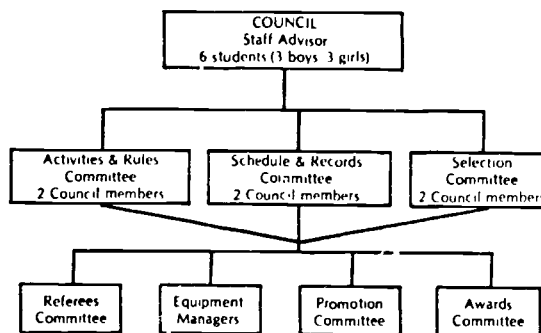 COUNCIL
Staff Advisor
6 students (3 boys 3 girls)
Activities & Rules
Committee
2 Council members
Schedule & Records
Committee
2 Council members
Selection
Committee
2 Council members
Referees
Committee
Equipment
Managers
Promotion
Committee
Awards
Committee